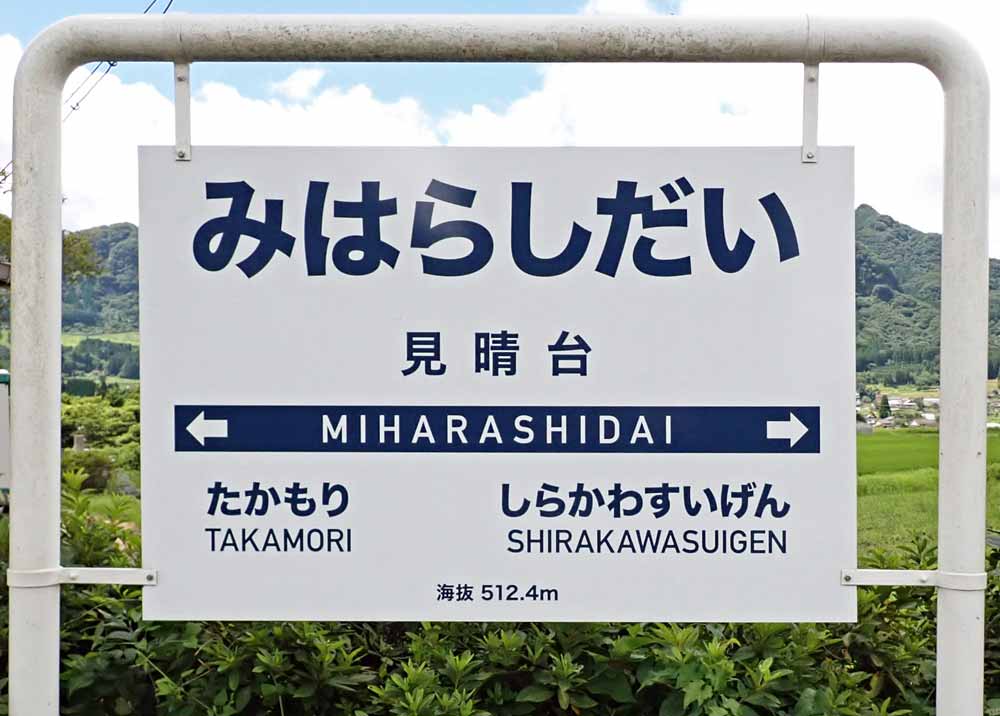 みはらしだい
見晴台
MIHARASHIDAI
たかもり しらかわすいげん
TAKAMORI SHIRAKAWASUIGEN
海抜 512.4m